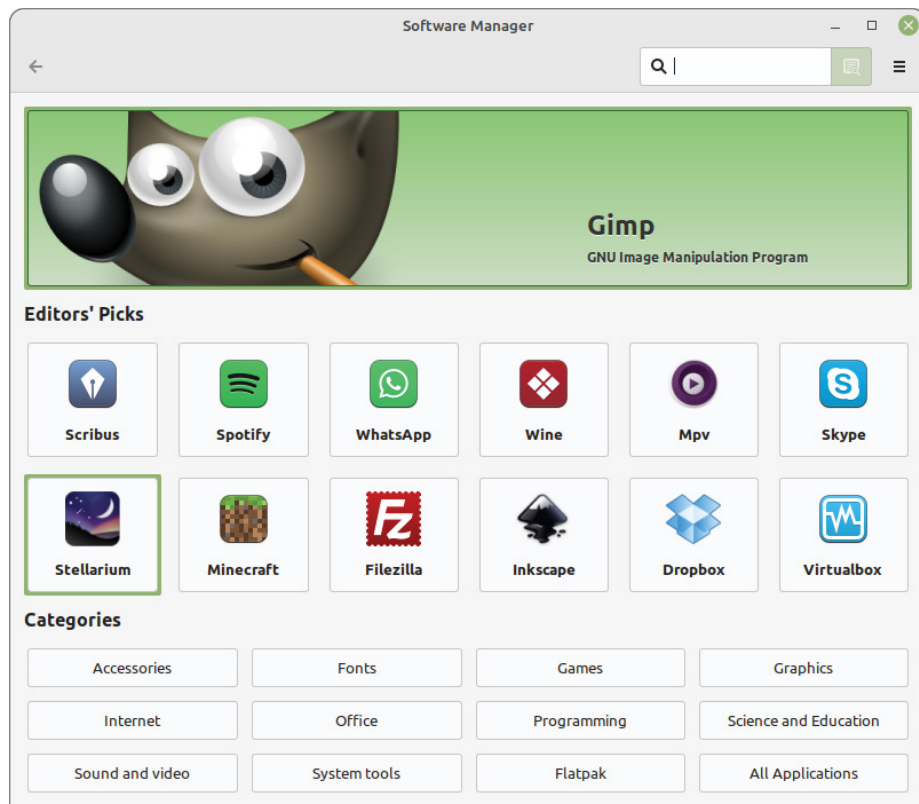 Software Manager
Gimp
GNU Image Manipulation Program
Editors' Picks
Scribus Spotify WhatsApp Wine Mpv Skype
Stellarium Minecraft Filezilla Inkscape Dropbox Virtualbox
Categories
Accessories Fonts Games Graphics
Internet Office Programming Science and Education
Sound and video System tools Flatpak All Applications